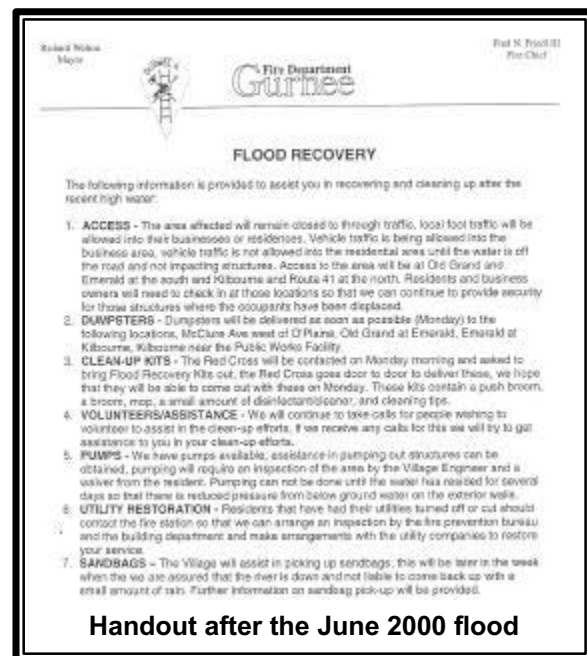 Richard Welton
Mayor
Fred N. Friedl III
Fire Chief
Fire Department
Gurnee
FLOOD RECOVERY
The following information is provided to assist you in recovering and cleaning up after the
recent high water:
1. ACCESS - The area affected will remain closed to through traffic, local foot traffic will be
allowed into their businesses or residences. Vehicle traffic is being allowed into the
business area, vehicle traffic is not allowed into the residential area until the water is off
the road and not impacting structures. Access to the area will be at Old Grand and
Emerald at the south and Kilbourne and Route 41 at the north. Residents and business
owners will need to check in at those locations so that we can continue to provide security
for those structures where the occupants have been displaced.
2. DUMPSTERS - Dumpsters will be delivered as soon as possible (Monday) to the
following locations, McClure Ave west of O'Plaine, Old Grand at Emerald, Emerald at
Kilbourne, Kilbourne near the Public Works Facility.
3. CLEAN-UP KITS - The Red Cross will be contacted on Monday morning and asked to
bring Flood Recovery Kits out, the Red Cross goes door to door to deliver these, we hope
that they will be able to come out with these on Monday. These kits contain a push broom,
a broom, mop, a small amount of disinfectant/cleaner, and cleaning tips.
4. VOLUNTEERS/ASSISTANCE - We will continue to take calls for people wishing to
volunteer to assist in the clean-up efforts, if we receive any calls for this we will try to get
assistance to you in your clean-up efforts.
5. PUMPS - We have pumps available, assistance in pumping out structures can be
obtained, pumping will require an inspection of the area by the Village Engineer and a
waiver from the resident. Pumping can not be done until the water has resided for several
days so that there is reduced pressure from below ground water on the exterior walls.
6. UTILITY RESTORATION - Residents that have had their utilities turned off or cut should
contact the fire station so that we can arrange an inspection by the fire prevention bureau
and the building department and make arrangements with the utility companies to restore
your service.
7. SANDBAGS - The Village will assist in picking up sandbags, this will be later in the week
when the we are assured that the river is down and not liable to come back up with a
small amount of rain. Further information on sandbag pick-up will be provided.
Handout after the June 2000 flood